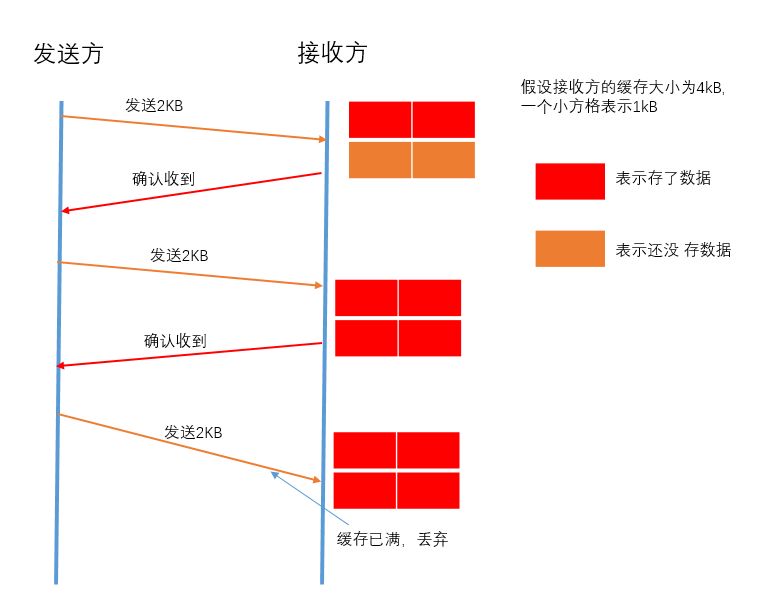 发送方
接收方
假设接收方的缓存大小为4kB,
一个小方格表示1kB
发送2KB
表示存了数据
确认收到
表示还没 存数据
发送2KB
确认收到
发送2KB
缓存已满，丢弃